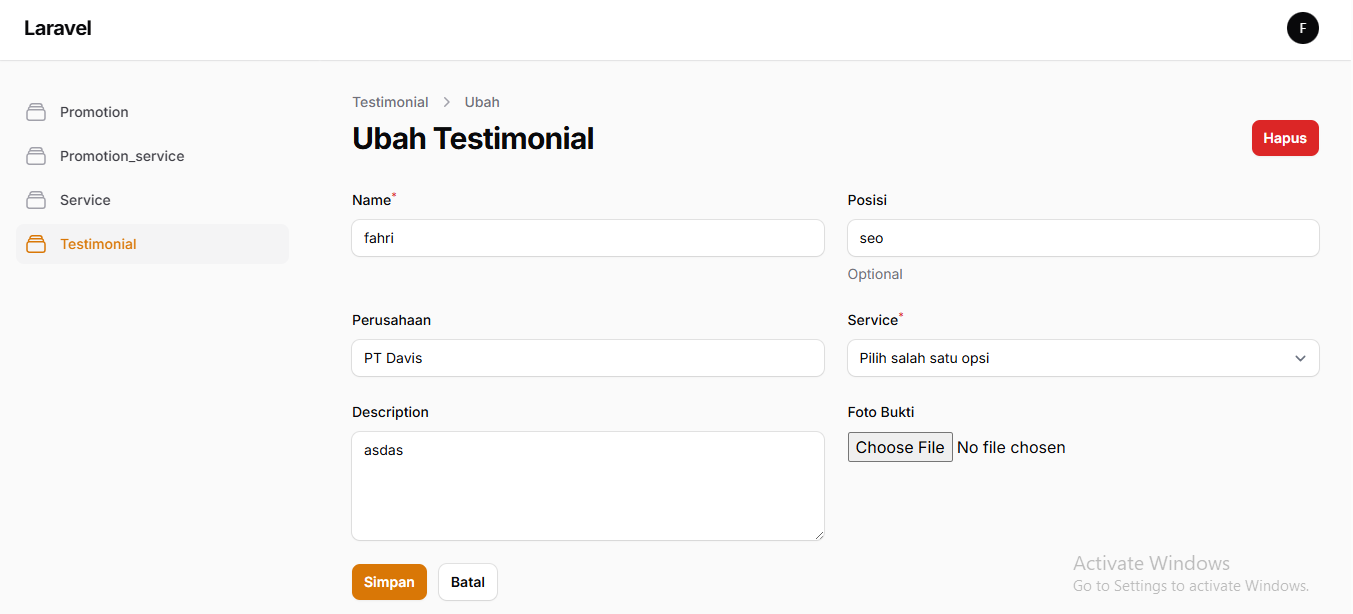 Laravel
F
Promotion
Promotion_service
Service
Testimonial
Testimonial > Ubah
Ubah Testimonial
Hapus
Name*
fahri
Posisi
seo
Optional
Perusahaan
PT Davis
Service*
Pilih salah satu opsi
Description
asdas
Foto Bukti
Choose File No file chosen
Simpan
Batal
Activate Windows
Go to Settings to activate Windows.